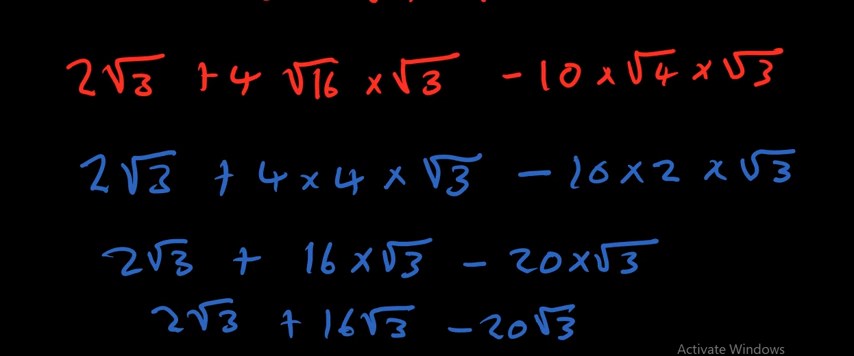 2√3 + 4 √16 × √3 - 10 × √4 × √3
2√3 + 4 × 4 × √3 - 10 × 2 × √3
2√3 + 16 × √3 - 20 × √3
2√3 + 16√3 - 20√3
Activate Windows